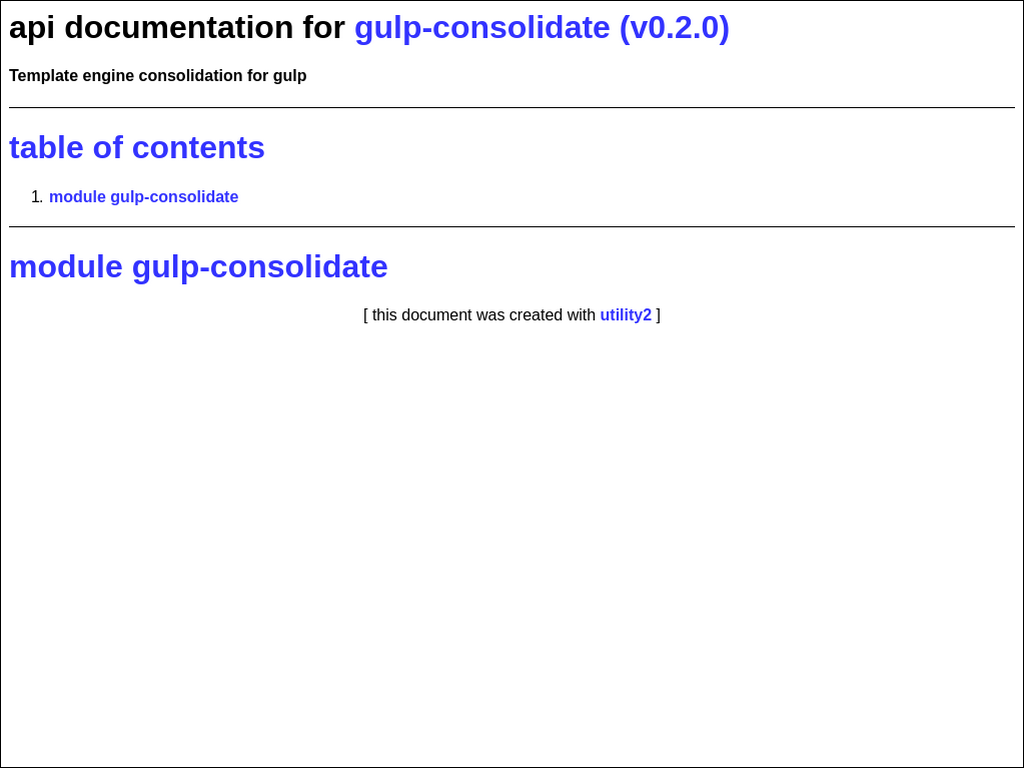 api documentation for gulp-consolidate (v0.2.0)
Template engine consolidation for gulp
table of contents
1. module gulp-consolidate
module gulp-consolidate
[ this document was created with utility2 ]